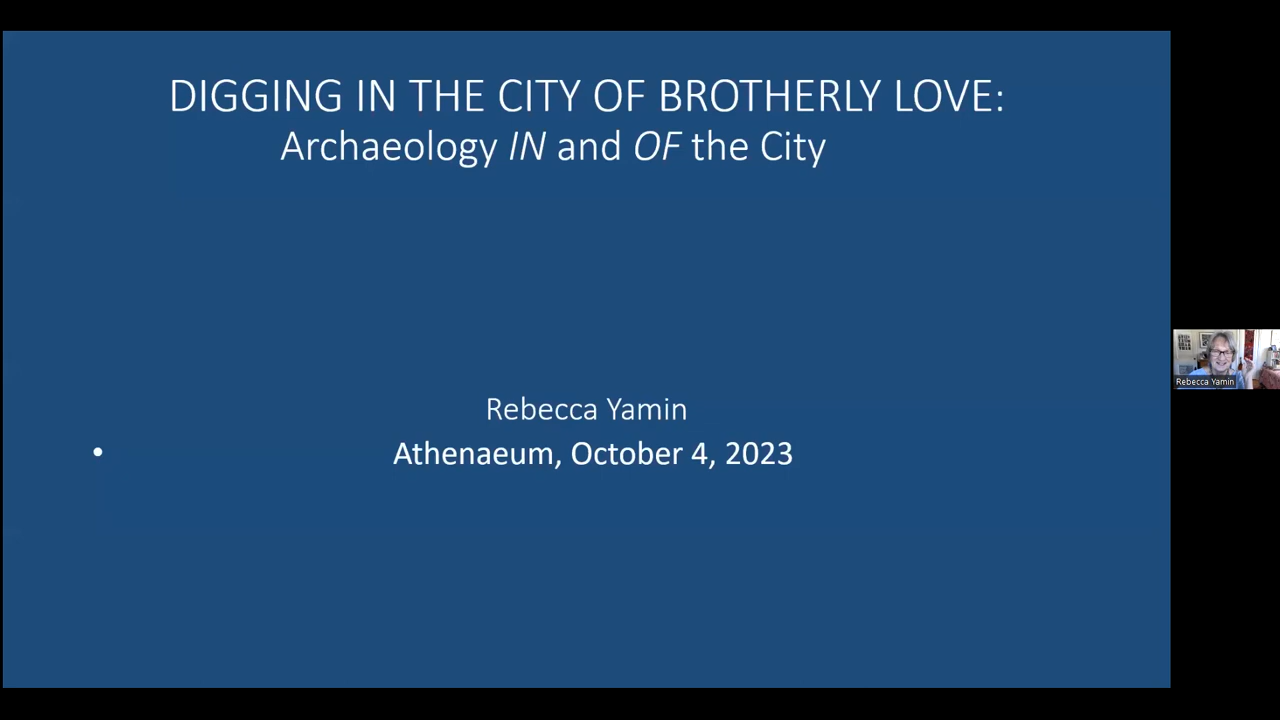 DIGGING IN THE CITY OF BROTHERLY LOVE:
Archaeology IN and OF the City
Rebecca Yamin
• Athenaeum, October 4, 2023
Rebecca Yamin